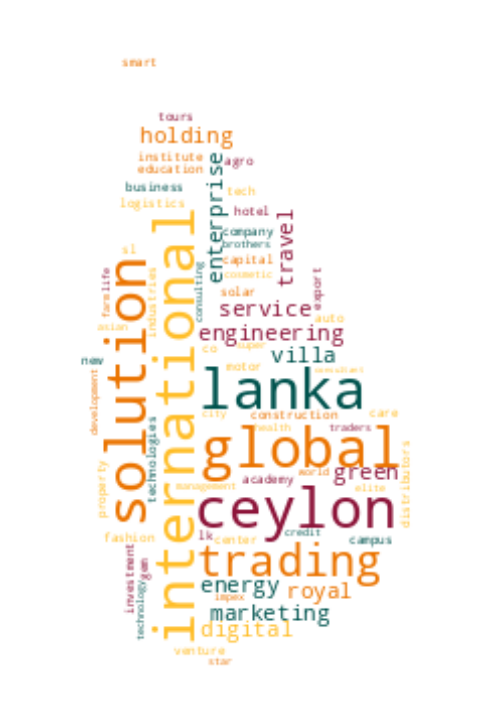 smart
tours
holding
institute
agro
education
enterprise
business
tech
logistics
hotel
international
travel
company
brothers
sl
capital
solution
consulting
cosmetic
farm
life
industries
export
solar
service
auto
asian
engineering
super
co
villa
new
motor
consultant
development
lanka
city
construction
care
technologies
health
traders
global
distributors
world
green
property
academy
management
elite
ceylon
lk
credit
fashion
center
campus
investment
gem
trading
technology
energy
royal
impex
marketing
digital
venture
star